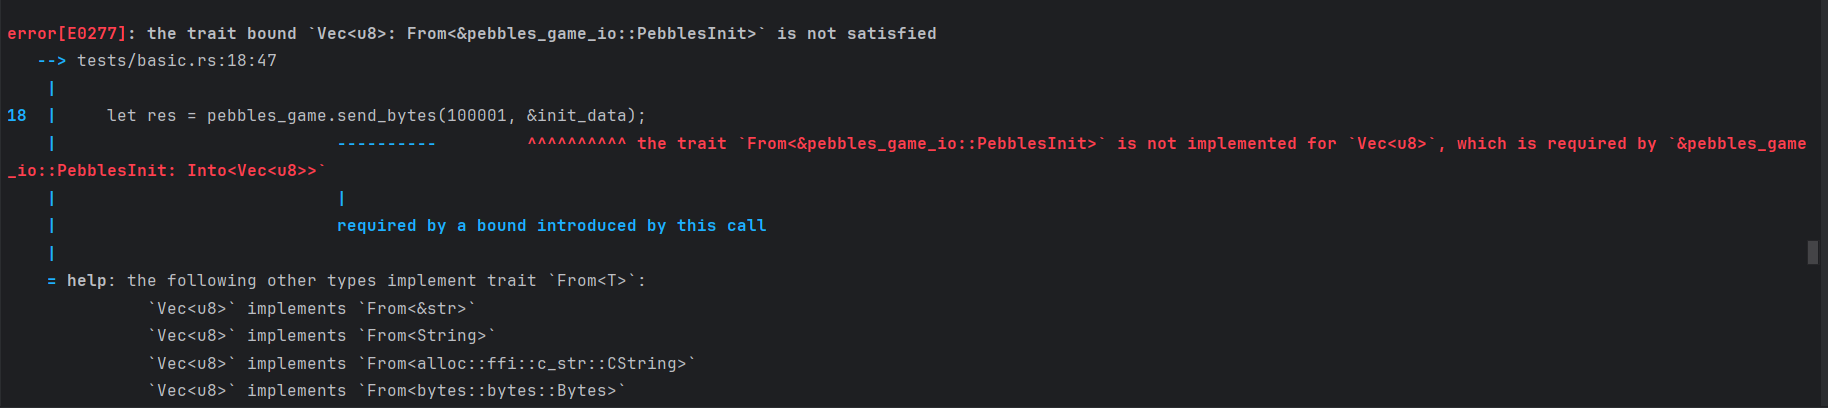 error[E0277]: the trait bound `Vec<u8>: From<&pebbles_game_io::PebblesInit>` is not satisfied
   --> tests/basic.rs:18:47
    |
18  |     let res = pebbles_game.send_bytes(100001, &init_data);
    |                            ----------         ^^^^^^^^^^ the trait `From<&pebbles_game_io::PebblesInit>` is not implemented for `Vec<u8>`, which is required by `&pebbles_game
_io::PebblesInit: Into<Vec<u8>>`
    |                            |
    |                            required by a bound introduced by this call
    |
    = help: the following other types implement trait `From<T>`:
              `Vec<u8>` implements `From<&str>`
              `Vec<u8>` implements `From<String>`
              `Vec<u8>` implements `From<alloc::ffi::c_str::CString>`
              `Vec<u8>` implements `From<bytes::bytes::Bytes>`